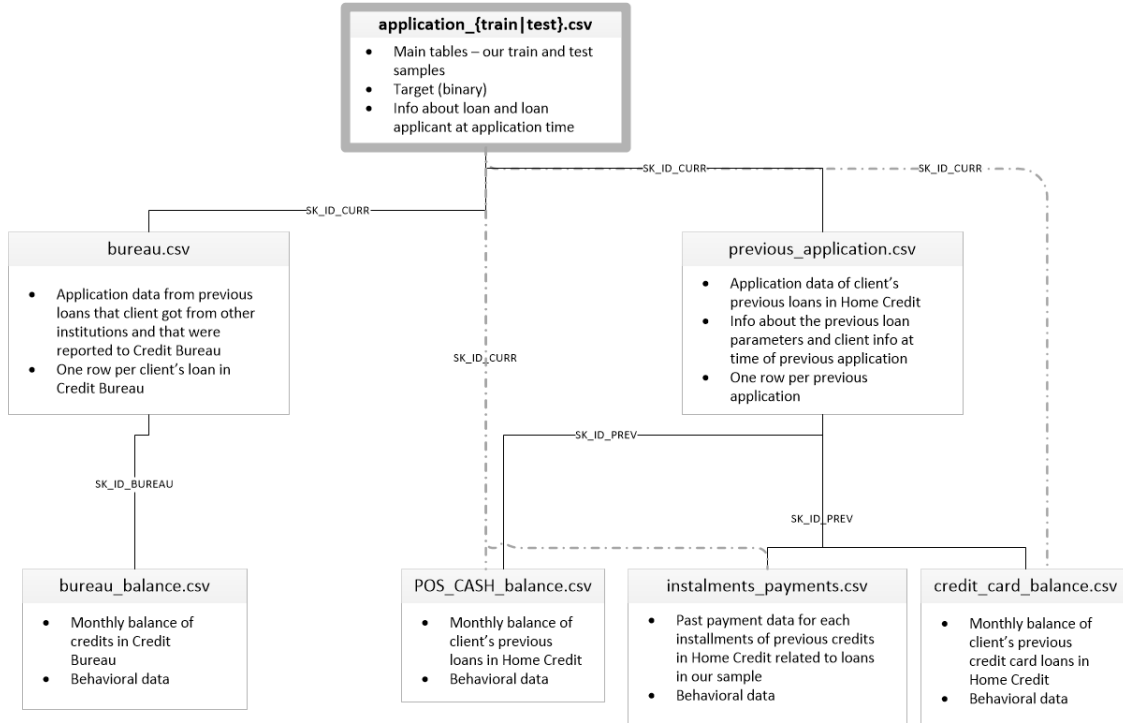 application_{train|test}.csv
• Main tables – our train and test
samples
• Target (binary)
• Info about loan and loan
applicant at application time
SK_ID_CURR
SK_ID_CURR
SK_ID_CURR
bureau.csv
• Application data from previous
loans that client got from other
institutions and that were
reported to Credit Bureau
• One row per client's loan in
Credit Bureau
previous_application.csv
• Application data of client's
previous loans in Home Credit
• Info about the previous loan
parameters and client info at
time of previous application
• One row per previous
application
SK_ID_CURR
SK_ID_PREV
SK_ID_BUREAU
SK_ID_PREV
bureau_balance.csv
• Monthly balance of
credits in Credit
Bureau
• Behavioral data
POS_CASH_balance.csv
• Monthly balance of
client's previous
loans in Home Credit
• Behavioral data
instalments_payments.csv
• Past payment data for each
installments of previous credits
in Home Credit related to loans
in our sample
• Behavioral data
credit_card_balance.csv
• Monthly balance of
client's previous
credit card loans in
Home Credit
• Behavioral data